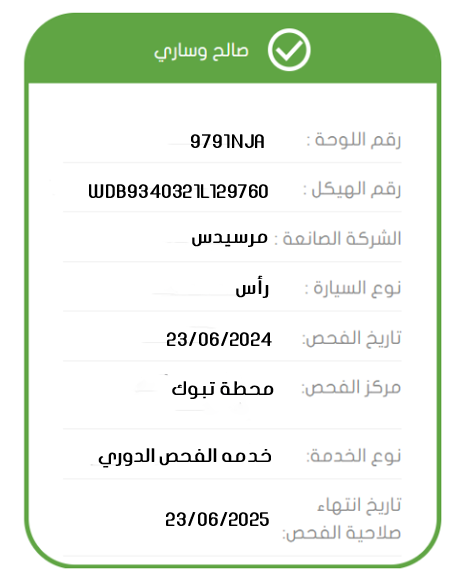 صالح وساري
رقم اللوحة : 9791NJA
رقم الهيكل : WDB9340321L129760
الشركة الصانعة : مرسيدس
نوع السيارة : رأس
تاريخ الفحص: 23/06/2024
مركز الفحص: محطة تبوك
نوع الخدمة: خدمه الفحص الدوري
تاريخ انتهاء
صلاحية الفحص: 23/06/2025